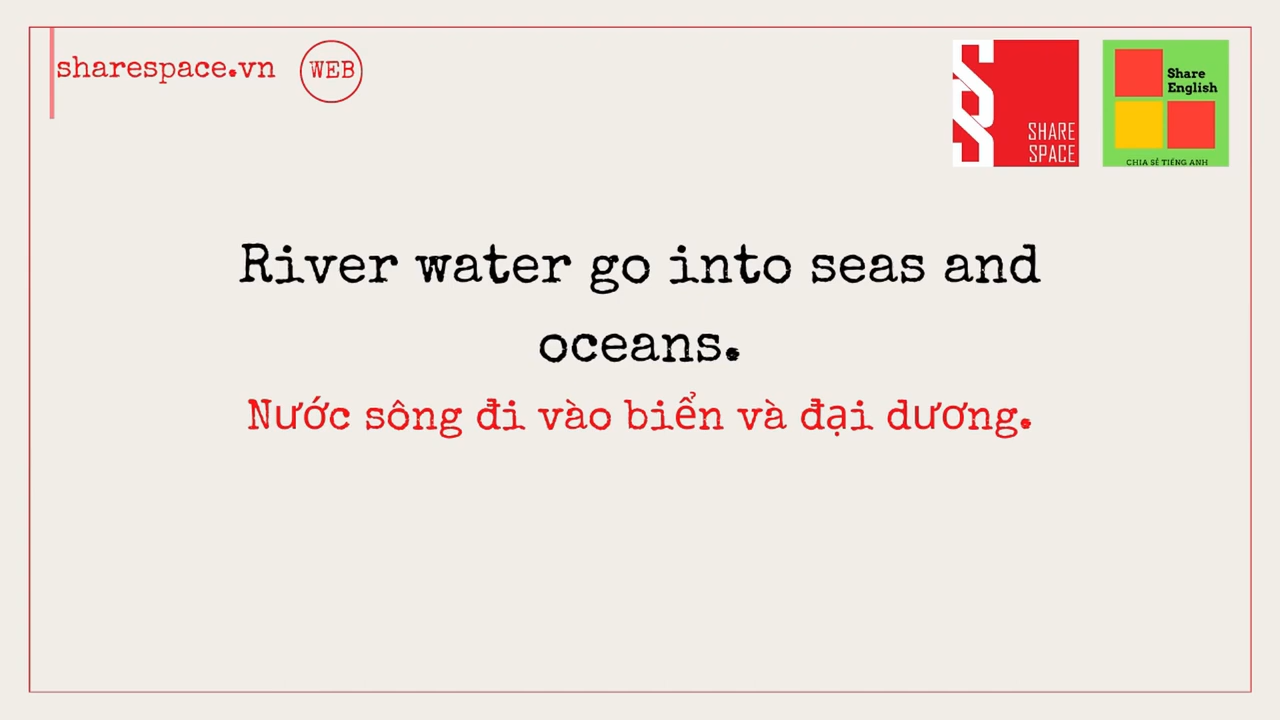 sharespace.vn
WEB
SHARE
SPACE
Share
English
CHIA SẺ TIẾNG ANH
River water go into seas and
oceans.
Nước sông đi vào biển và đại dương.